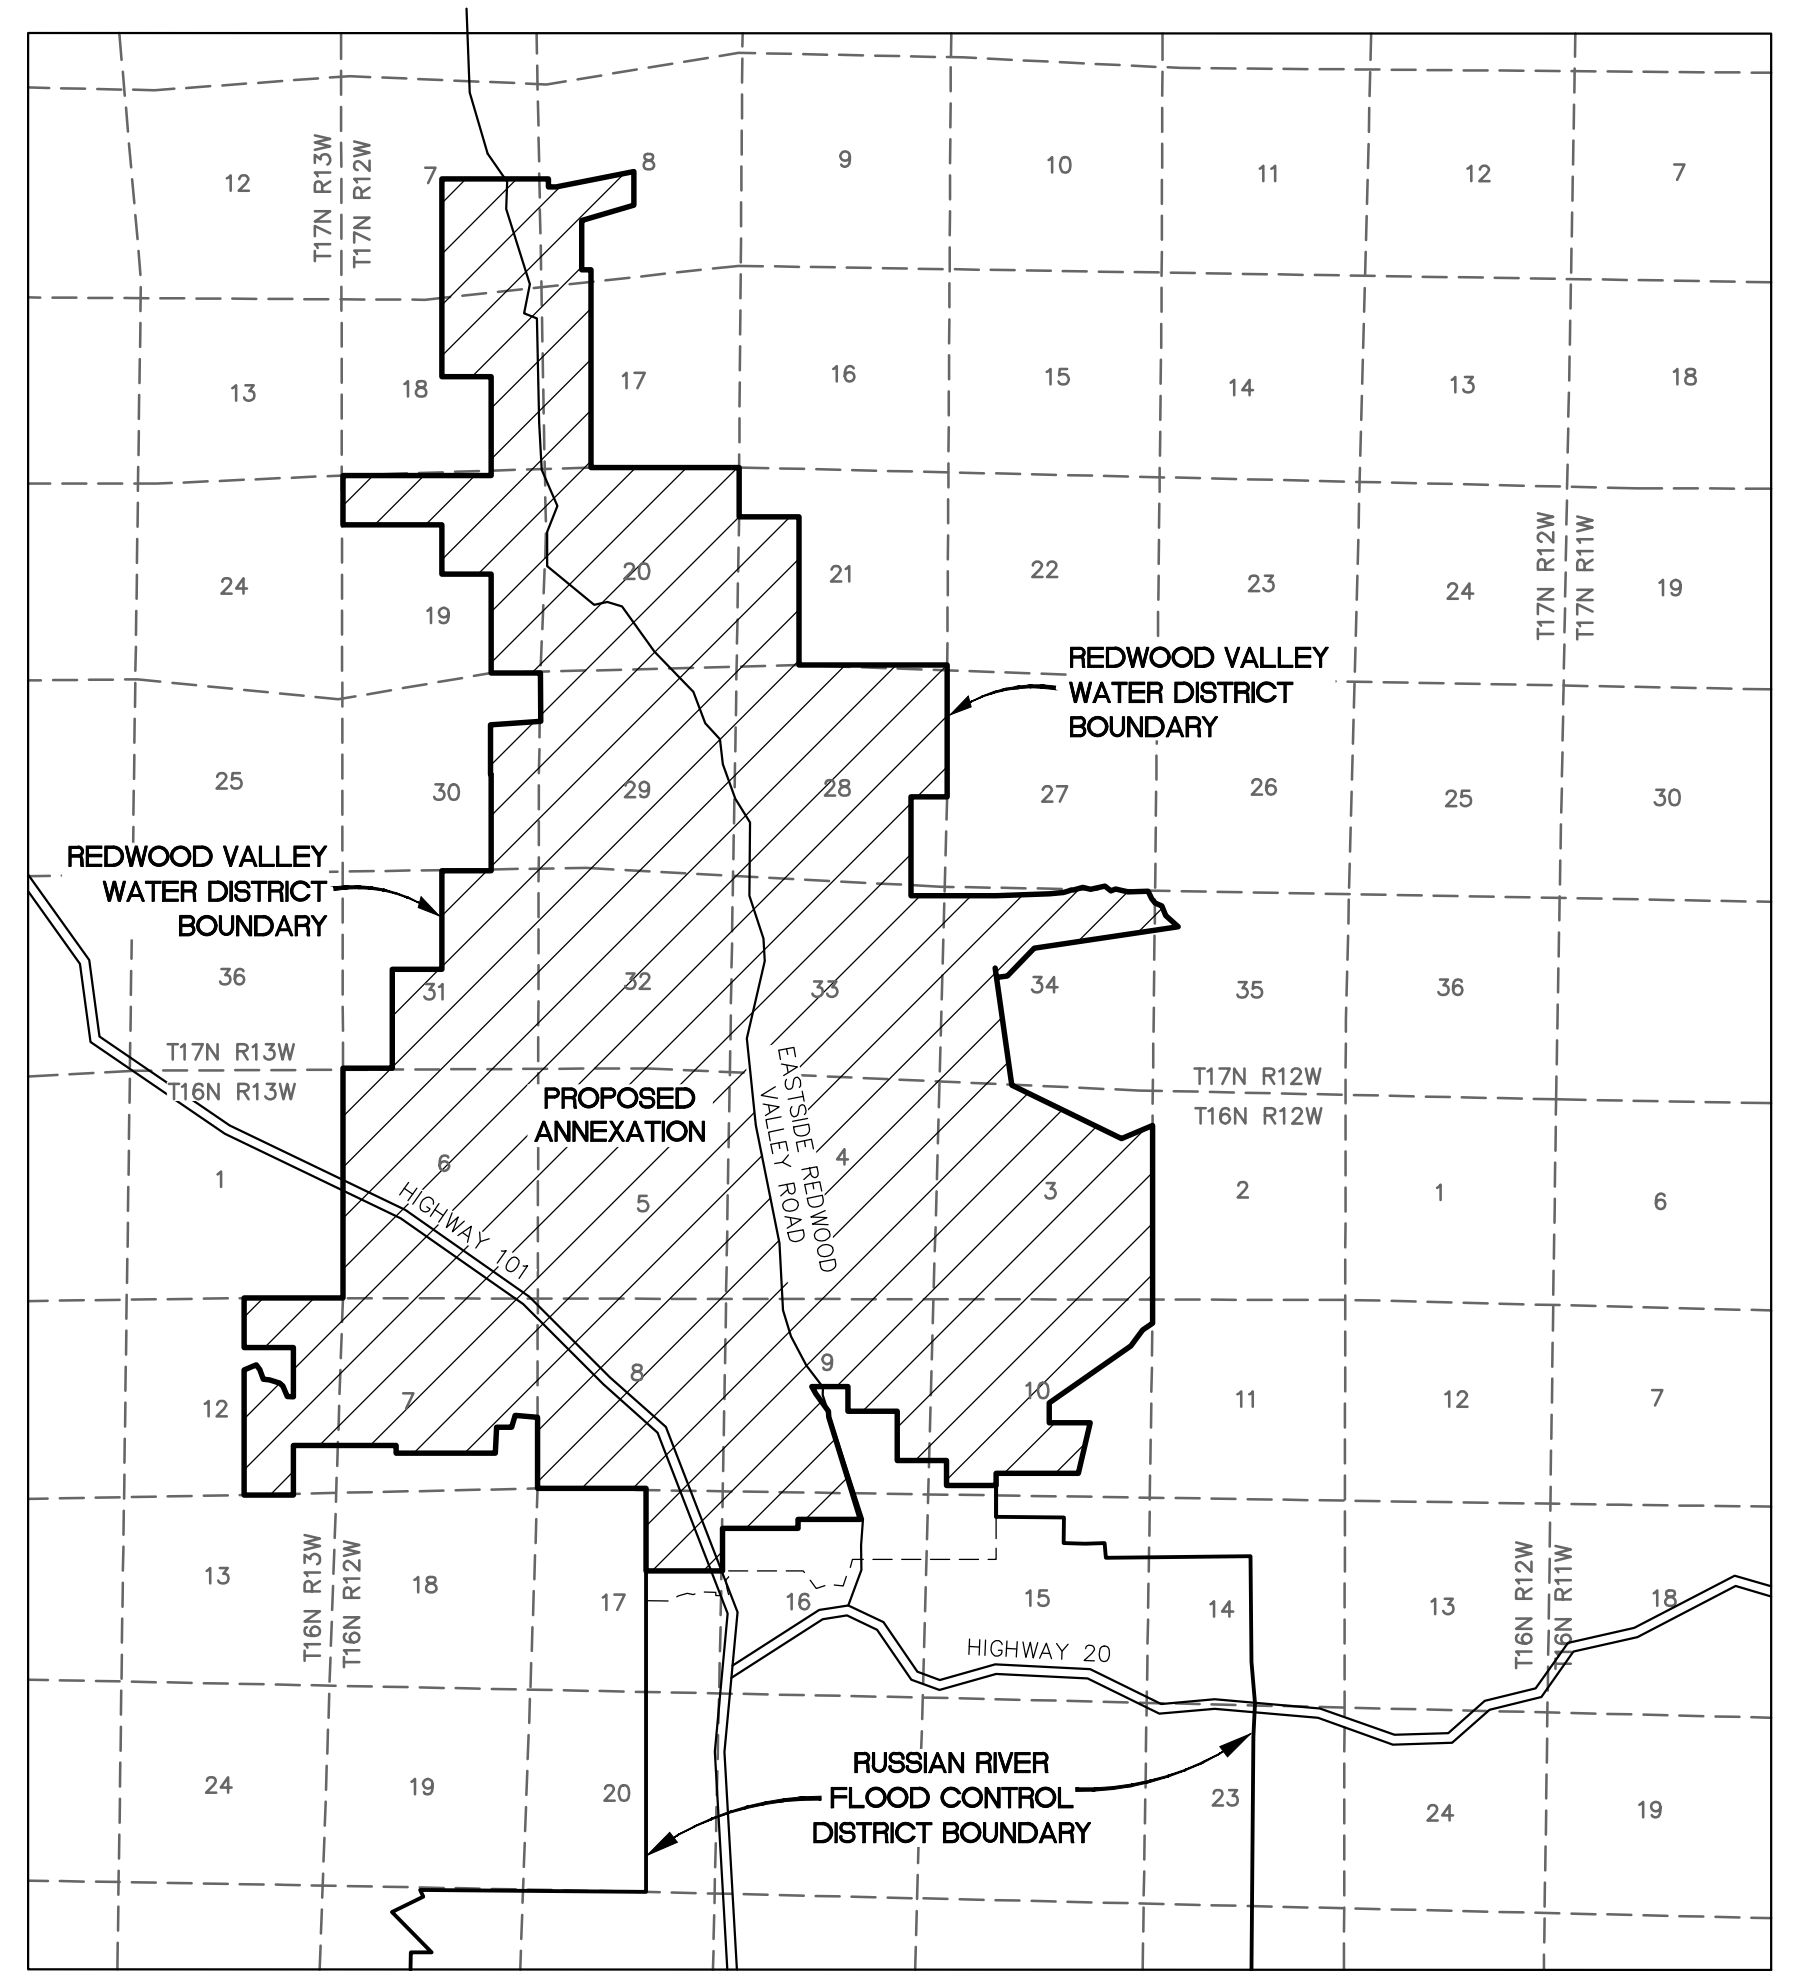 7
8
9
10
11
12
7
12
T17N R13W
T17N R12W
13
18
17
16
15
14
13
18
24
19
20
21
22
23
24
19
T17N R12W
T17N R11W
REDWOOD VALLEY
WATER DISTRICT
BOUNDARY
25
30
29
28
27
26
25
30
REDWOOD VALLEY
WATER DISTRICT
BOUNDARY
36
31
32
33
34
35
36
T17N R13W
T16N R13W
T17N R12W
T16N R12W
PROPOSED
ANNEXATION
EASTSIDE REDWOOD
VALLEY ROAD
1
6
5
4
3
2
1
6
HIGHWAY 101
12
7
8
9
10
11
12
7
T16N R13W
T16N R12W
13
18
17
16
15
14
13
18
T16N R12W
T16N R11W
HIGHWAY 20
24
19
20
RUSSIAN RIVER
FLOOD CONTROL
DISTRICT BOUNDARY
23
24
19